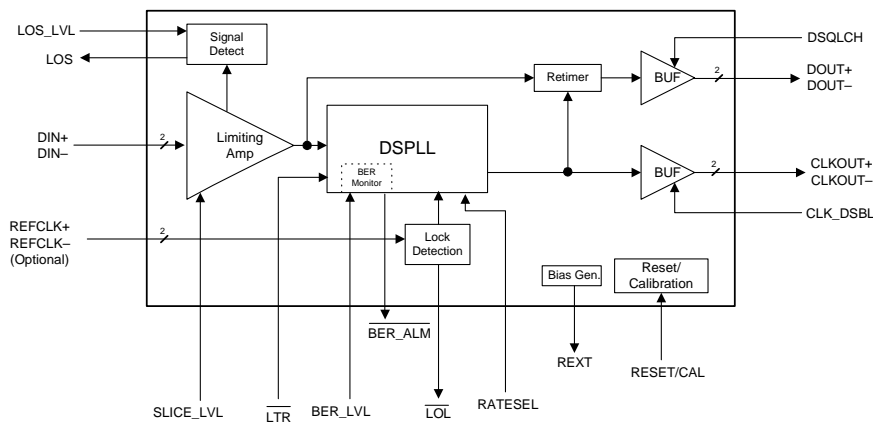 LOS_LVL
LOS
Signal
Detect
DSQLCH
Retimer
BUF
2
DOUT+
DOUT–
DIN+
DIN–
2
Limiting
Amp
DSPLL
BER
Monitor
BUF
2
CLKOUT+
CLKOUT–
CLK_DSBL
REFCLK+
REFCLK–
(Optional)
2
Lock
Detection
Bias Gen.
Reset/
Calibration
BER_ALM
REXT
RESET/CAL
SLICE_LVL
LTR
BER_LVL
LOL
RATESEL